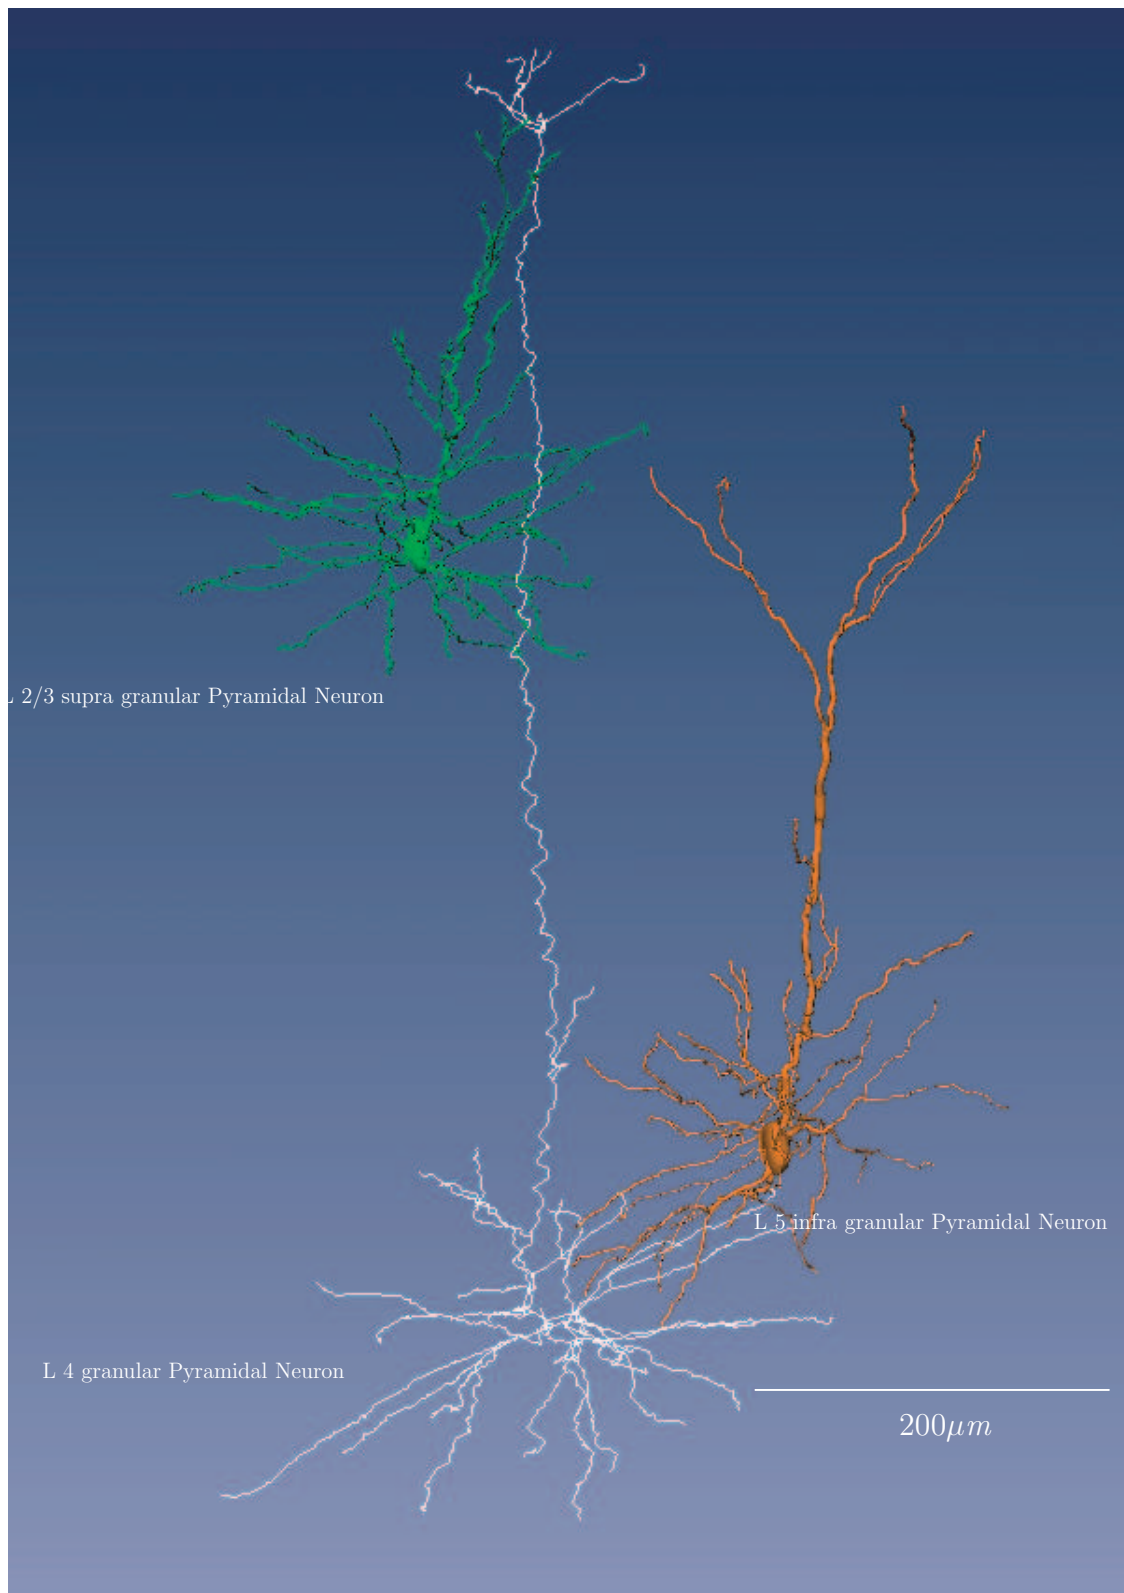 L 2/3 supra granular Pyramidal Neuron
L 5 infra granular Pyramidal Neuron
L 4 granular Pyramidal Neuron
200μm